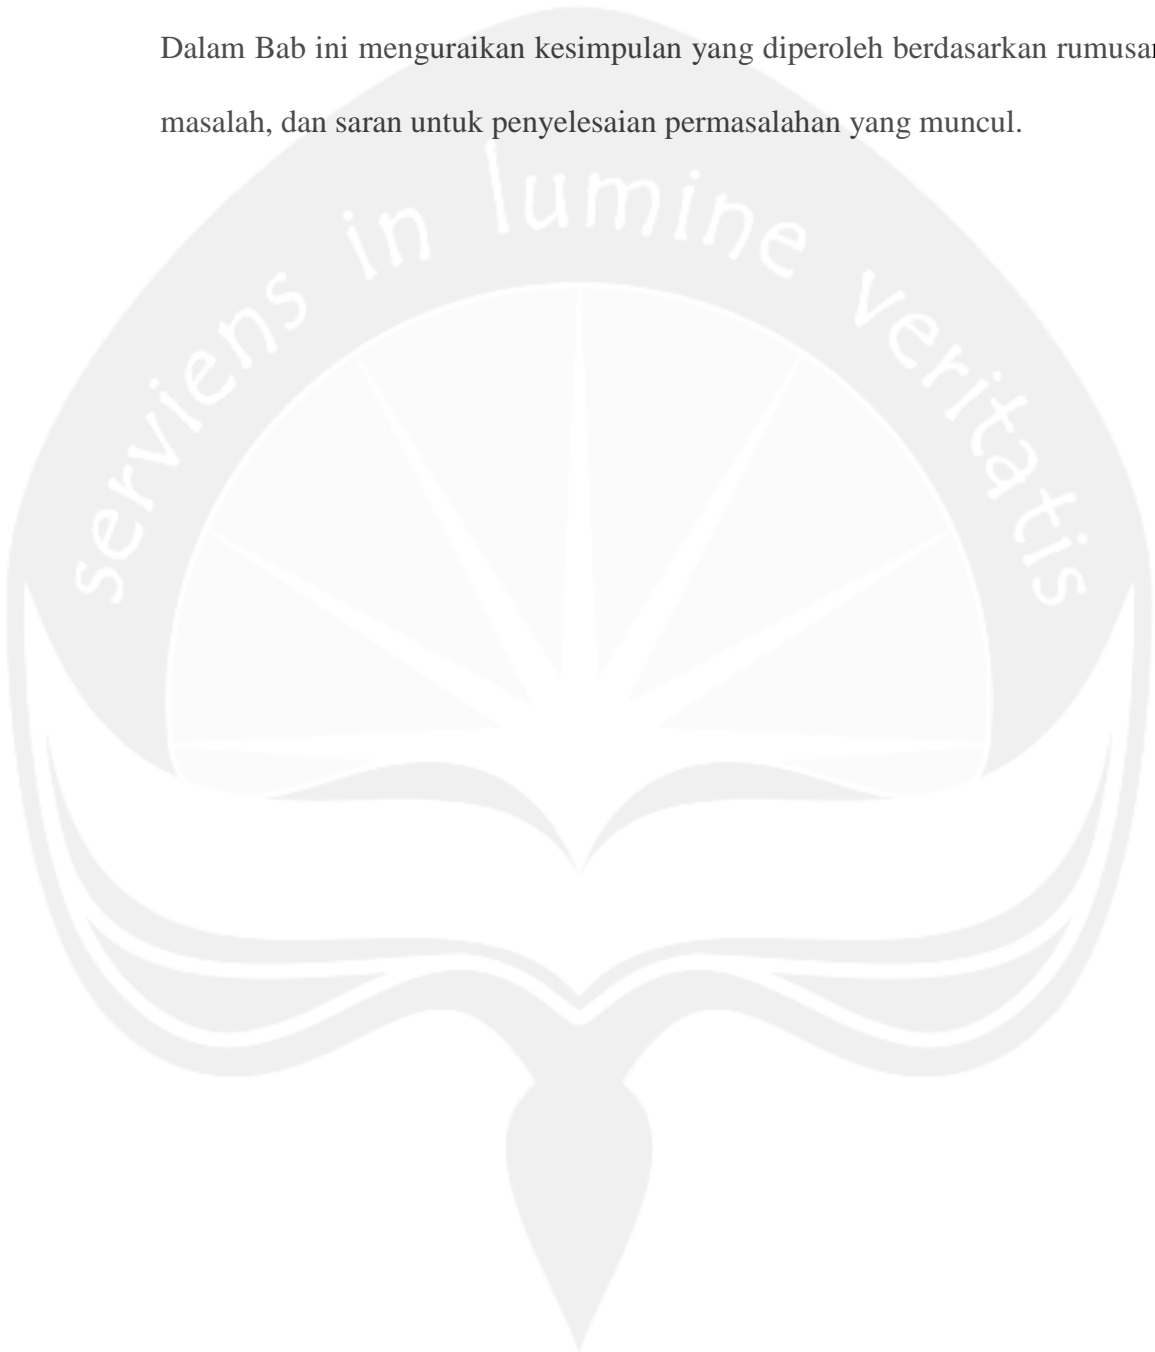 Dalam Bab ini menguraikan kesimpulan yang diperoleh berdasarkan rumusan
masalah, dan saran untuk penyelesaian permasalahan yang muncul.
serviens in lumine veritatis